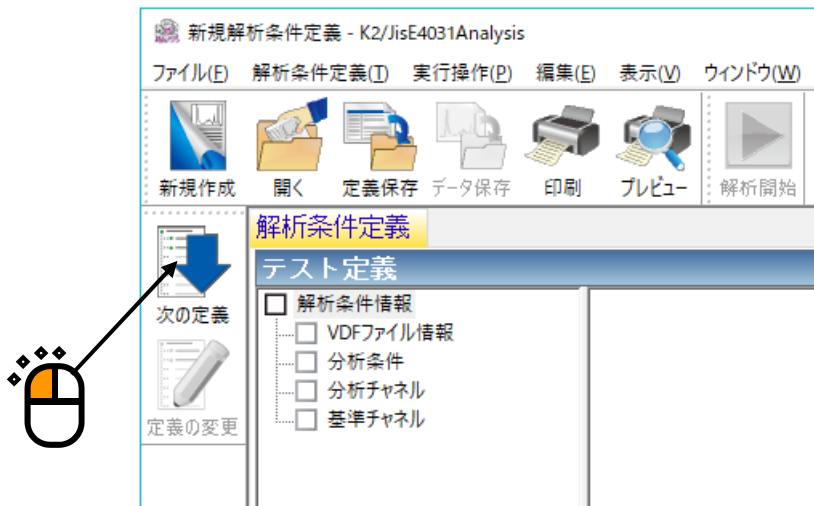 新規解析条件定義 - K2/JisE4031Analysis
ファイル(F) 解析条件定義(T) 実行操作(P) 編集(E) 表示(V) ウィンドウ(W)
新規作成 開く 定義保存 データ保存 印刷 プレビュー 解析開始
解析条件定義
テスト定義
次の定義
定義の変更
解析条件情報
VDFファイル情報
分析条件
分析チャネル
基準チャネル